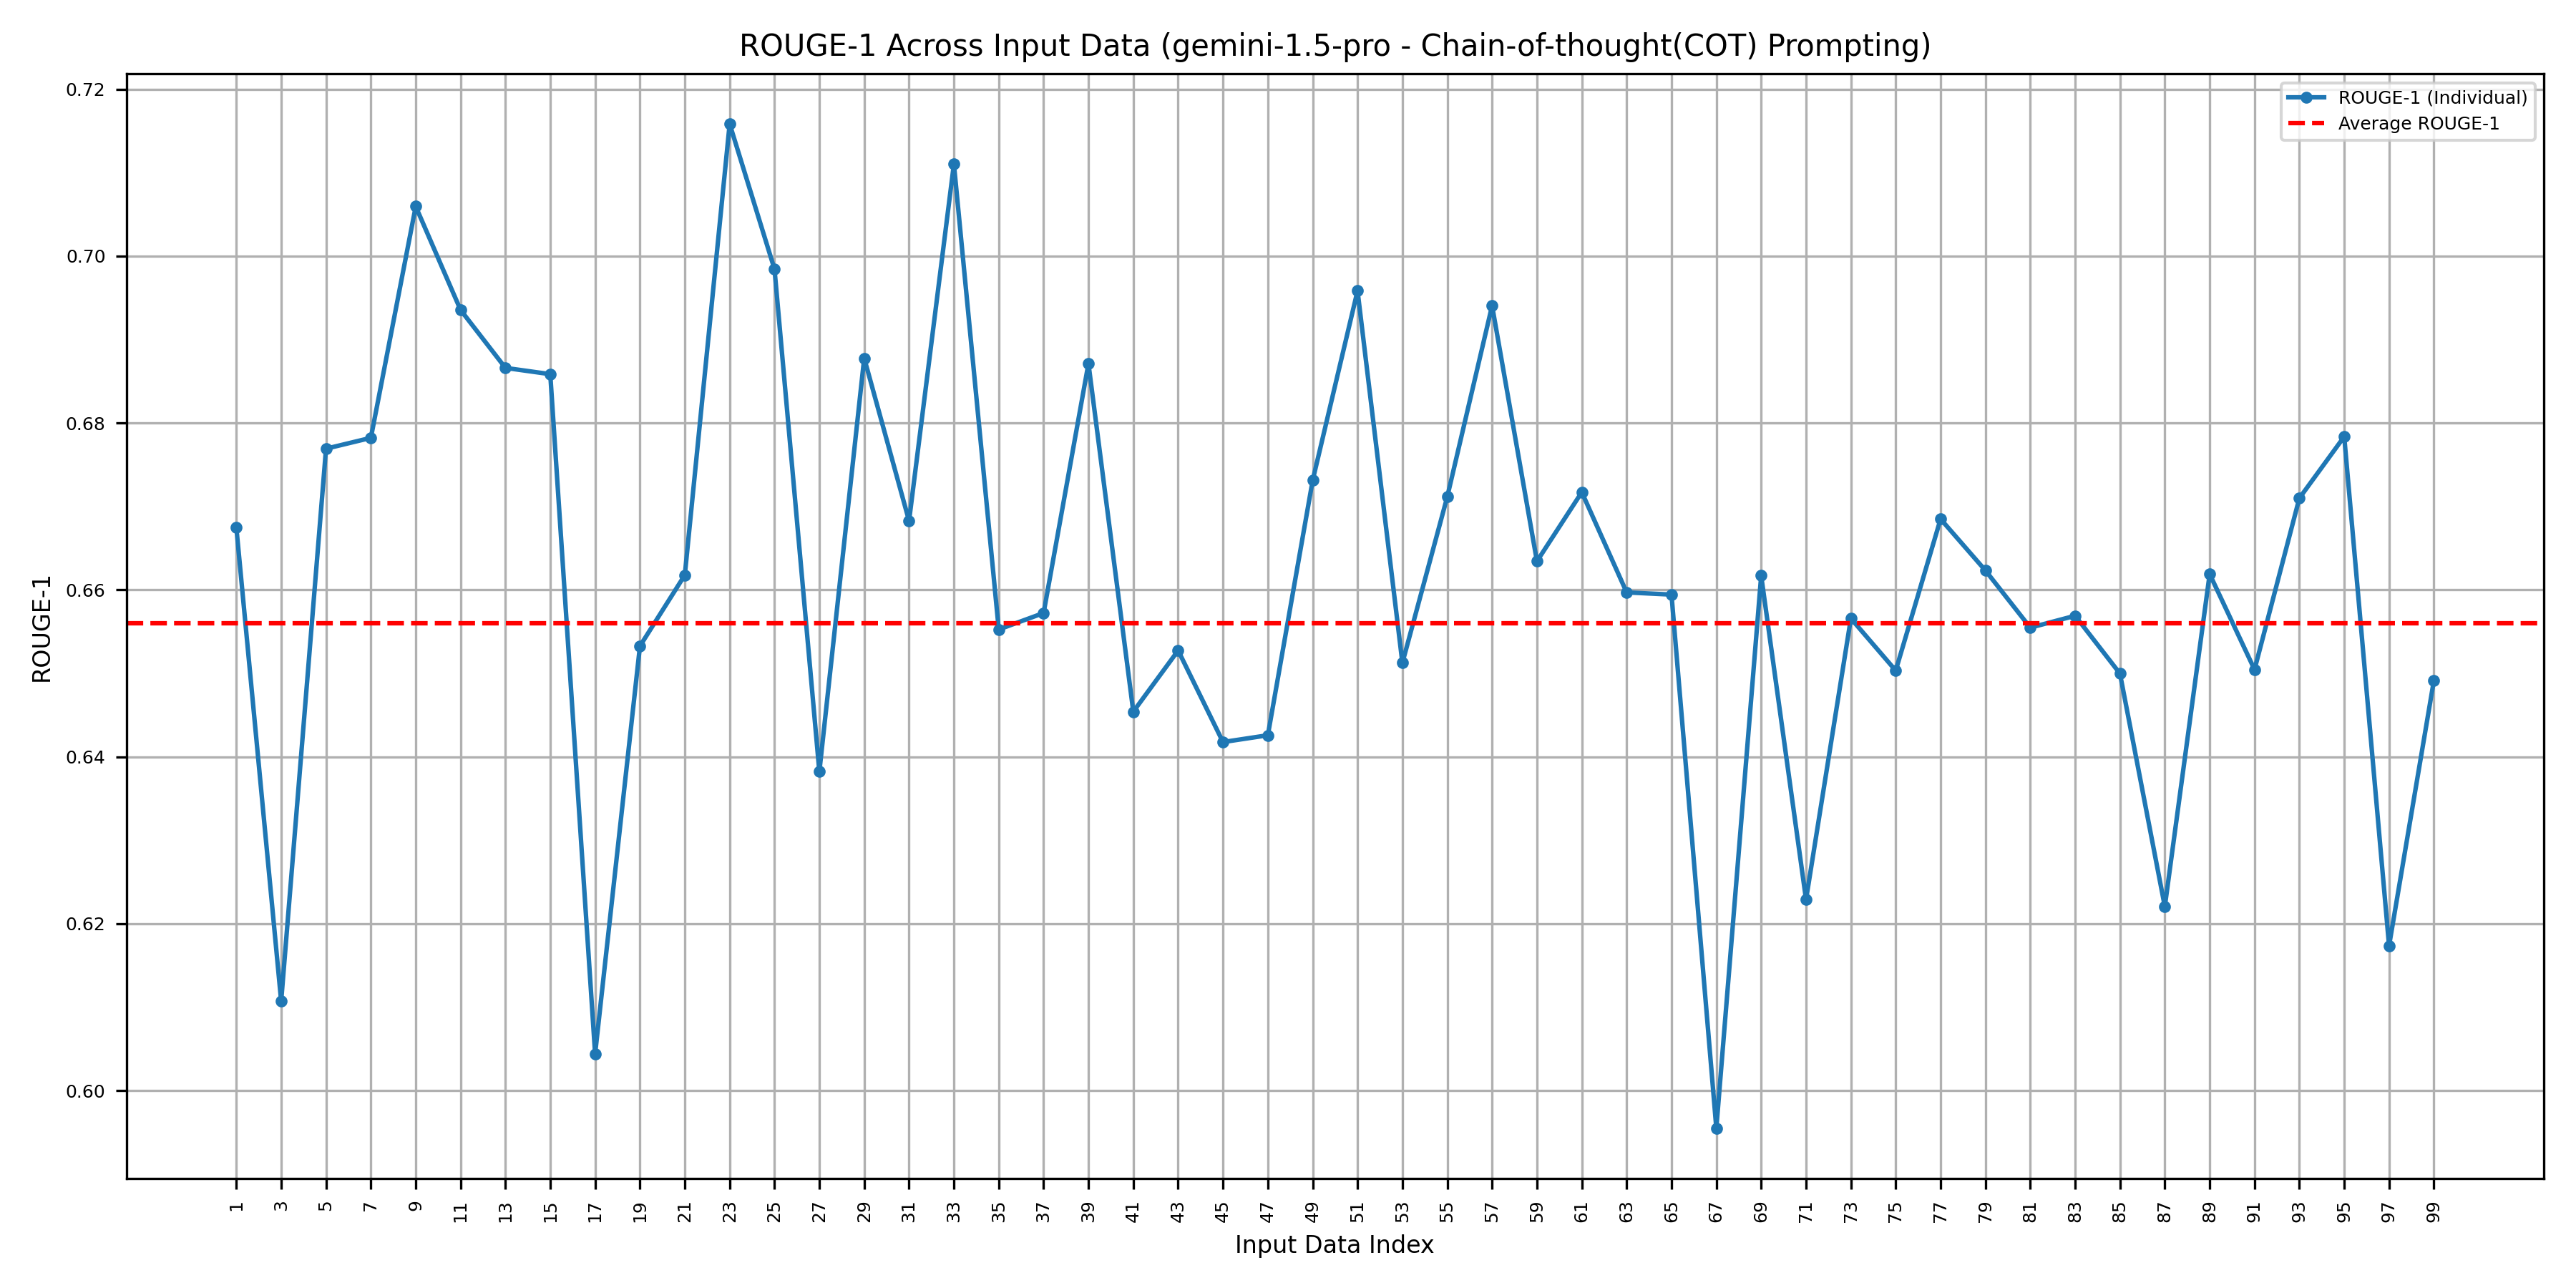 ROUGE-1 Across Input Data (gemini-1.5-pro - Chain-of-thought(COT) Prompting)
ROUGE-1 (Individual)
Average ROUGE-1
ROUGE-1
0.72
0.70
0.68
0.66
0.64
0.62
0.60
1 3 5 7 9 11 13 15 17 19 21 23 25 27 29 31 33 35 37 39 41 43 45 47 49 51 53 55 57 59 61 63 65 67 69 71 73 75 77 79 81 83 85 87 89 91 93 95 97 99
Input Data Index